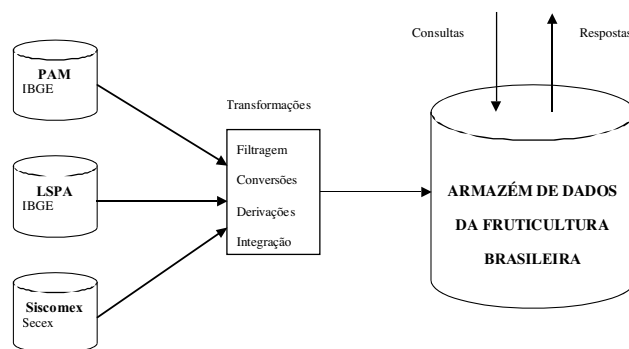 Consultas
Respostas
PAM
IBGE
Transformações
Filtragem
Conversões
Derivações
Integração
LSPA
IBGE
ARMAZÉM DE DADOS
DA FRUTICULTURA
BRASILEIRA
Siscomex
Secex